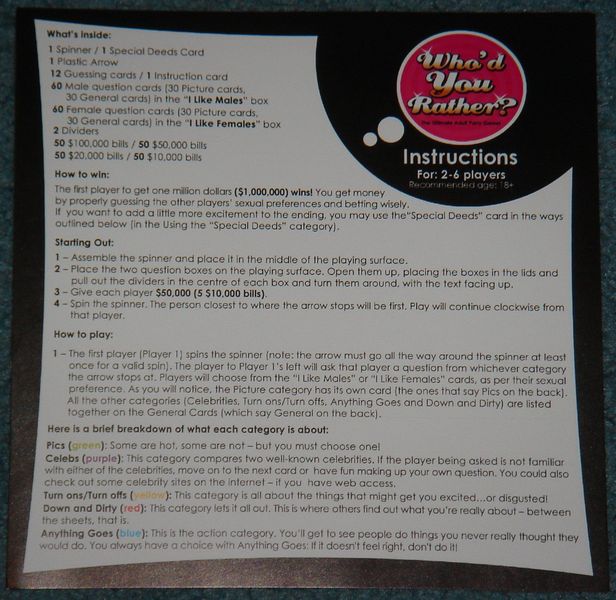 What's Inside:
1 Spinner / 1 Special Deeds Card
1 Plastic Arrow
12 Guessing cards / 1 Instruction card
60 Male question cards (30 Picture cards,
30 General cards) in the "I Like Males" box
60 Female question cards (30 Picture cards,
30 General cards) in the "I Like Females" box
2 Dividers
50 $100,000 bills / 50 $50,000 bills
50 $20,000 bills / 50 $10,000 bills
Who'd
You
Rather?
The Ultimate Adult Party Game!
Instructions
For: 2-6 players
Recommended age: 18+
How to win:
The first player to get one million dollars ($1,000,000) wins! You get money
by properly guessing the other players' sexual preferences and betting wisely.
If you want to add a little more excitement to the ending, you may use the "Special Deeds" card in the ways
outlined below (in the Using the "Special Deeds" category).
Starting Out:
1 – Assemble the spinner and place it in the middle of the playing surface.
2 – Place the two question boxes on the playing surface. Open them up, placing the boxes in the lids and
pull out the dividers in the centre of each box and turn them around, with the text facing up.
3 – Give each player $50,000 (5 $10,000 bills).
4 – Spin the spinner. The person closest to where the arrow stops will be first. Play will continue clockwise from
that player.
How to play:
1 – The first player (Player 1) spins the spinner (note: the arrow must go all the way around the spinner at least
once for a valid spin). The player to Player 1's left will ask that player a question from whichever category
the arrow stops at. Players will choose from the "I Like Males" or "I Like Females" cards, as per their sexual
preference. As you will notice, the Picture category has its own card (the ones that say Pics on the back).
All the other categories (Celebrities, Turn ons/Turn offs, Anything Goes and Down and Dirty) are listed
together on the General Cards (which say General on the back).
Here is a brief breakdown of what each category is about:
Pics (green): Some are hot, some are not – but you must choose one!
Celebs (purple): This category compares two well-known celebrities. If the player being asked is not familiar
with either of the celebrities, move on to the next card or have fun making up your own question. You could also
check out some celebrity sites on the internet – if you have web access.
Turn ons/Turn offs (yellow): This category is all about the things that might get you excited...or disgusted!
Down and Dirty (red): This category lets it all out. This is where others find out what you're really about – between
the sheets, that is.
Anything Goes (blue): This is the action category. You'll get to see people do things you never really thought they
would do. You always have a choice with Anything Goes: If it doesn't feel right, don't do it!